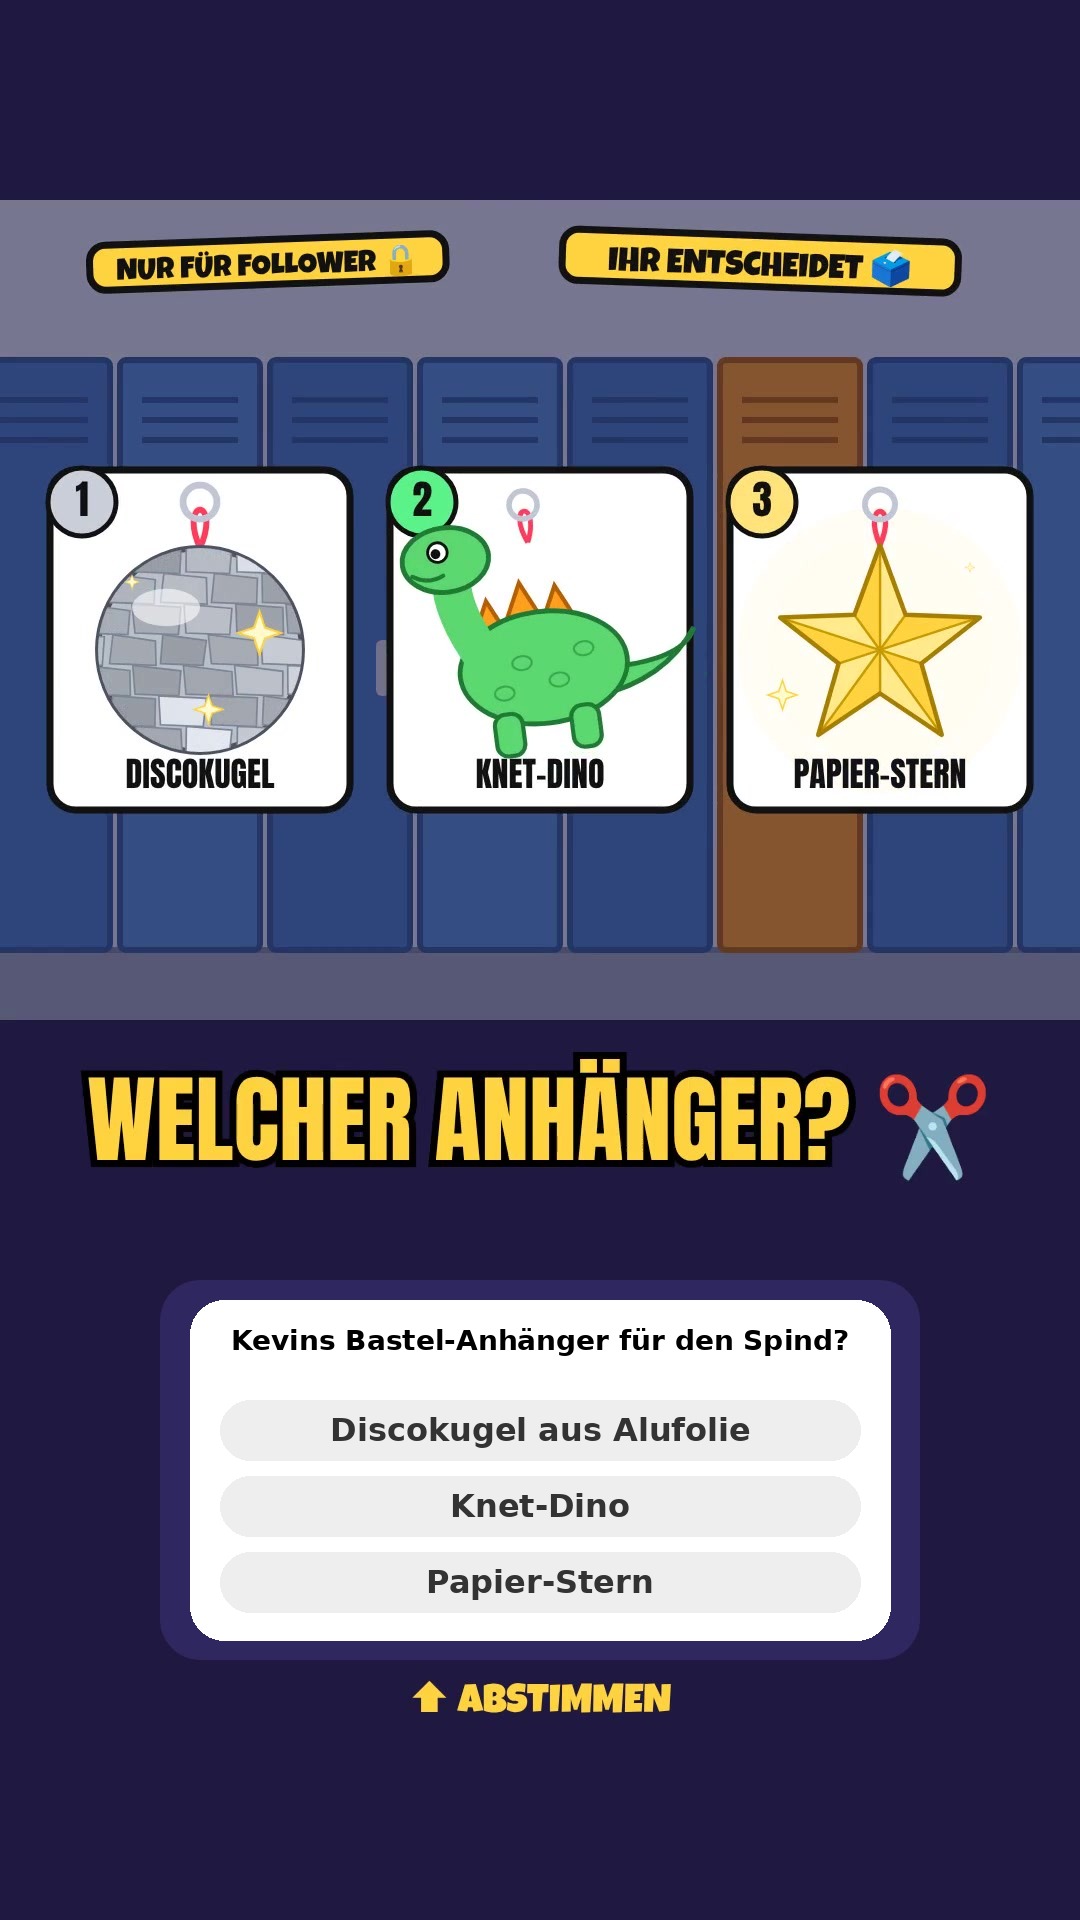 NUR FÜR FOLLOWER 🔒
IHR ENTSCHEIDET 🗳️
1
2
3
DISCOKUGEL
KNET-DINO
PAPIER-STERN
WELCHER ANHÄNGER? ✂️
Kevins Bastel-Anhänger für den Spind?
Discokugel aus Alufolie
Knet-Dino
Papier-Stern
⬆ ABSTIMMEN